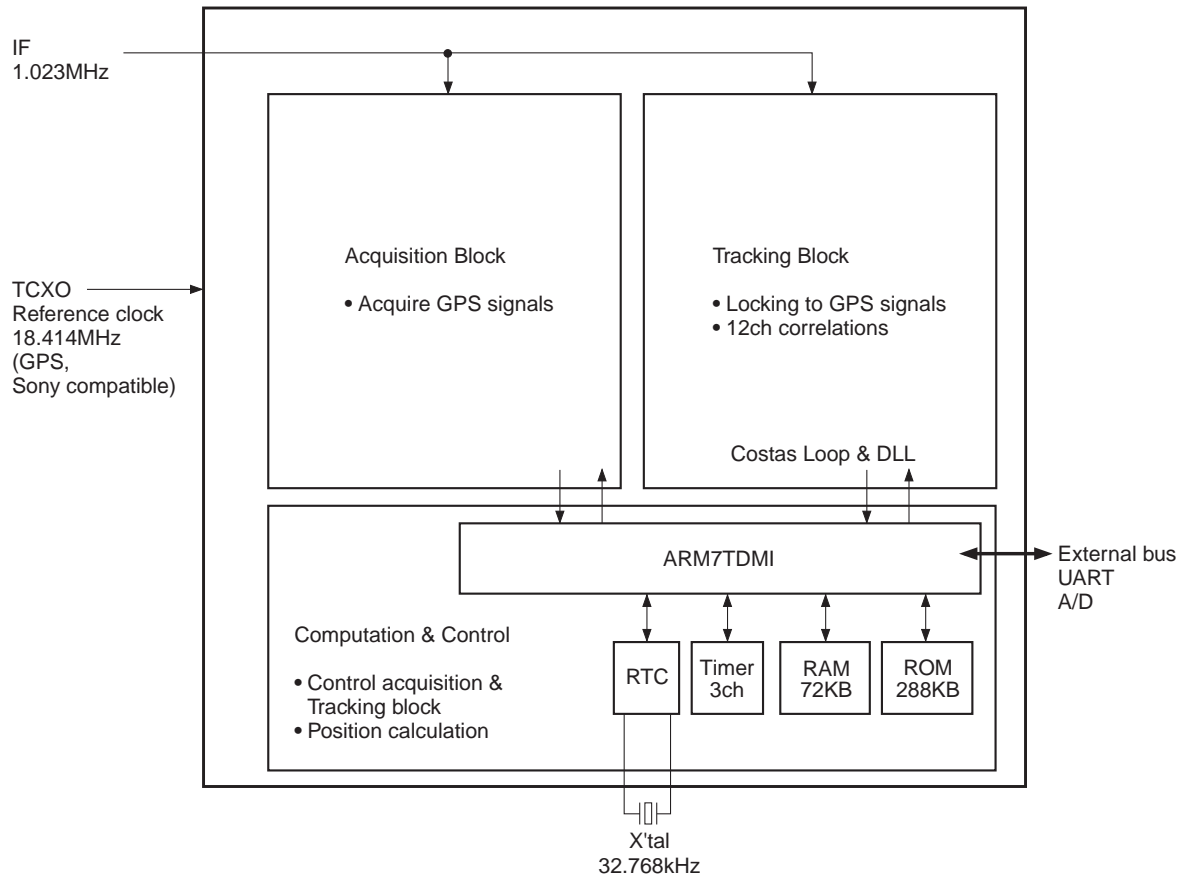 IF
1.023MHz
Acquisition Block
• Acquire GPS signals
Tracking Block
• Locking to GPS signals
• 12ch correlations
TCXO
Reference clock
18.414MHz
(GPS,
Sony compatible)
Costas Loop & DLL
ARM7TDMI
External bus
UART
A/D
Computation & Control
• Control acquisition &
Tracking block
• Position calculation
RTC
Timer
3ch
RAM
72KB
ROM
288KB
X'tal
32.768kHz